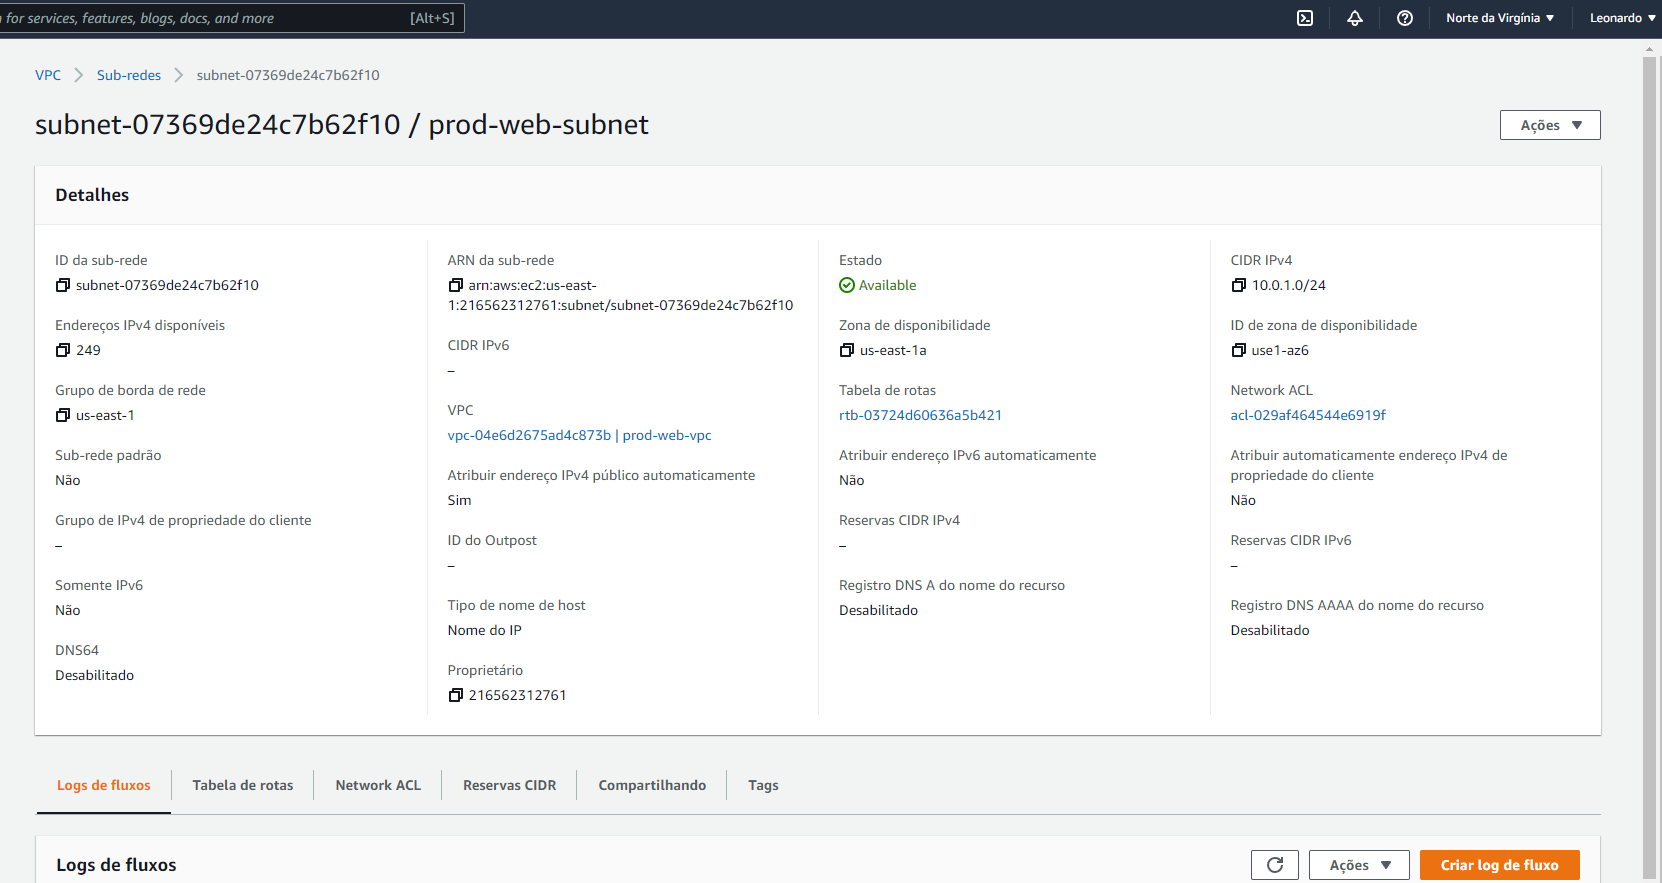 for services, features, blogs, docs, and more [Alt+S] Norte da Virgínia Leonardo
VPC Sub-redes subnet-07369de24c7b62f10
subnet-07369de24c7b62f10 / prod-web-subnet
Ações
Detalhes
ID da sub-rede
subnet-07369de24c7b62f10
Endereços IPv4 disponíveis
249
Grupo de borda de rede
us-east-1
Sub-rede padrão
Não
Grupo de IPv4 de propriedade do cliente
–
Somente IPv6
Não
DNS64
Desabilitado
ARN da sub-rede
arn:aws:ec2:us-east-
1:216562312761:subnet/subnet-07369de24c7b62f10
CIDR IPv6
–
VPC
vpc-04e6d2675ad4c873b | prod-web-vpc
Atribuir endereço IPv4 público automaticamente
Sim
ID do Outpost
–
Tipo de nome de host
Nome do IP
Proprietário
216562312761
Estado
Available
Zona de disponibilidade
us-east-1a
Tabela de rotas
rtb-03724d60636a5b421
Atribuir endereço IPv6 automaticamente
Não
Reservas CIDR IPv4
–
Registro DNS A do nome do recurso
Desabilitado
CIDR IPv4
10.0.1.0/24
ID de zona de disponibilidade
use1-az6
Network ACL
acl-029af464544e6919f
Atribuir automaticamente endereço IPv4 de
propriedade do cliente
Não
Reservas CIDR IPv6
–
Registro DNS AAAA do nome do recurso
Desabilitado
Logs de fluxos Tabela de rotas Network ACL Reservas CIDR Compartilhando Tags
Logs de fluxos Ações Criar log de fluxo